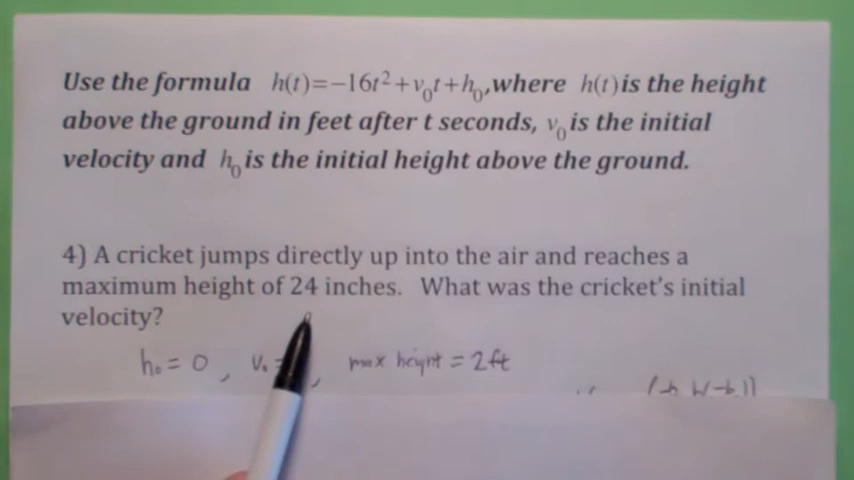 Use the formula h(t)=−16t²+v₀t+h₀, where h(t) is the height
above the ground in feet after t seconds, v₀ is the initial
velocity and h₀ is the initial height above the ground.
4) A cricket jumps directly up into the air and reaches a
maximum height of 24 inches. What was the cricket's initial
velocity?
h₀ = 0 , v₀ = , max height = 2ft